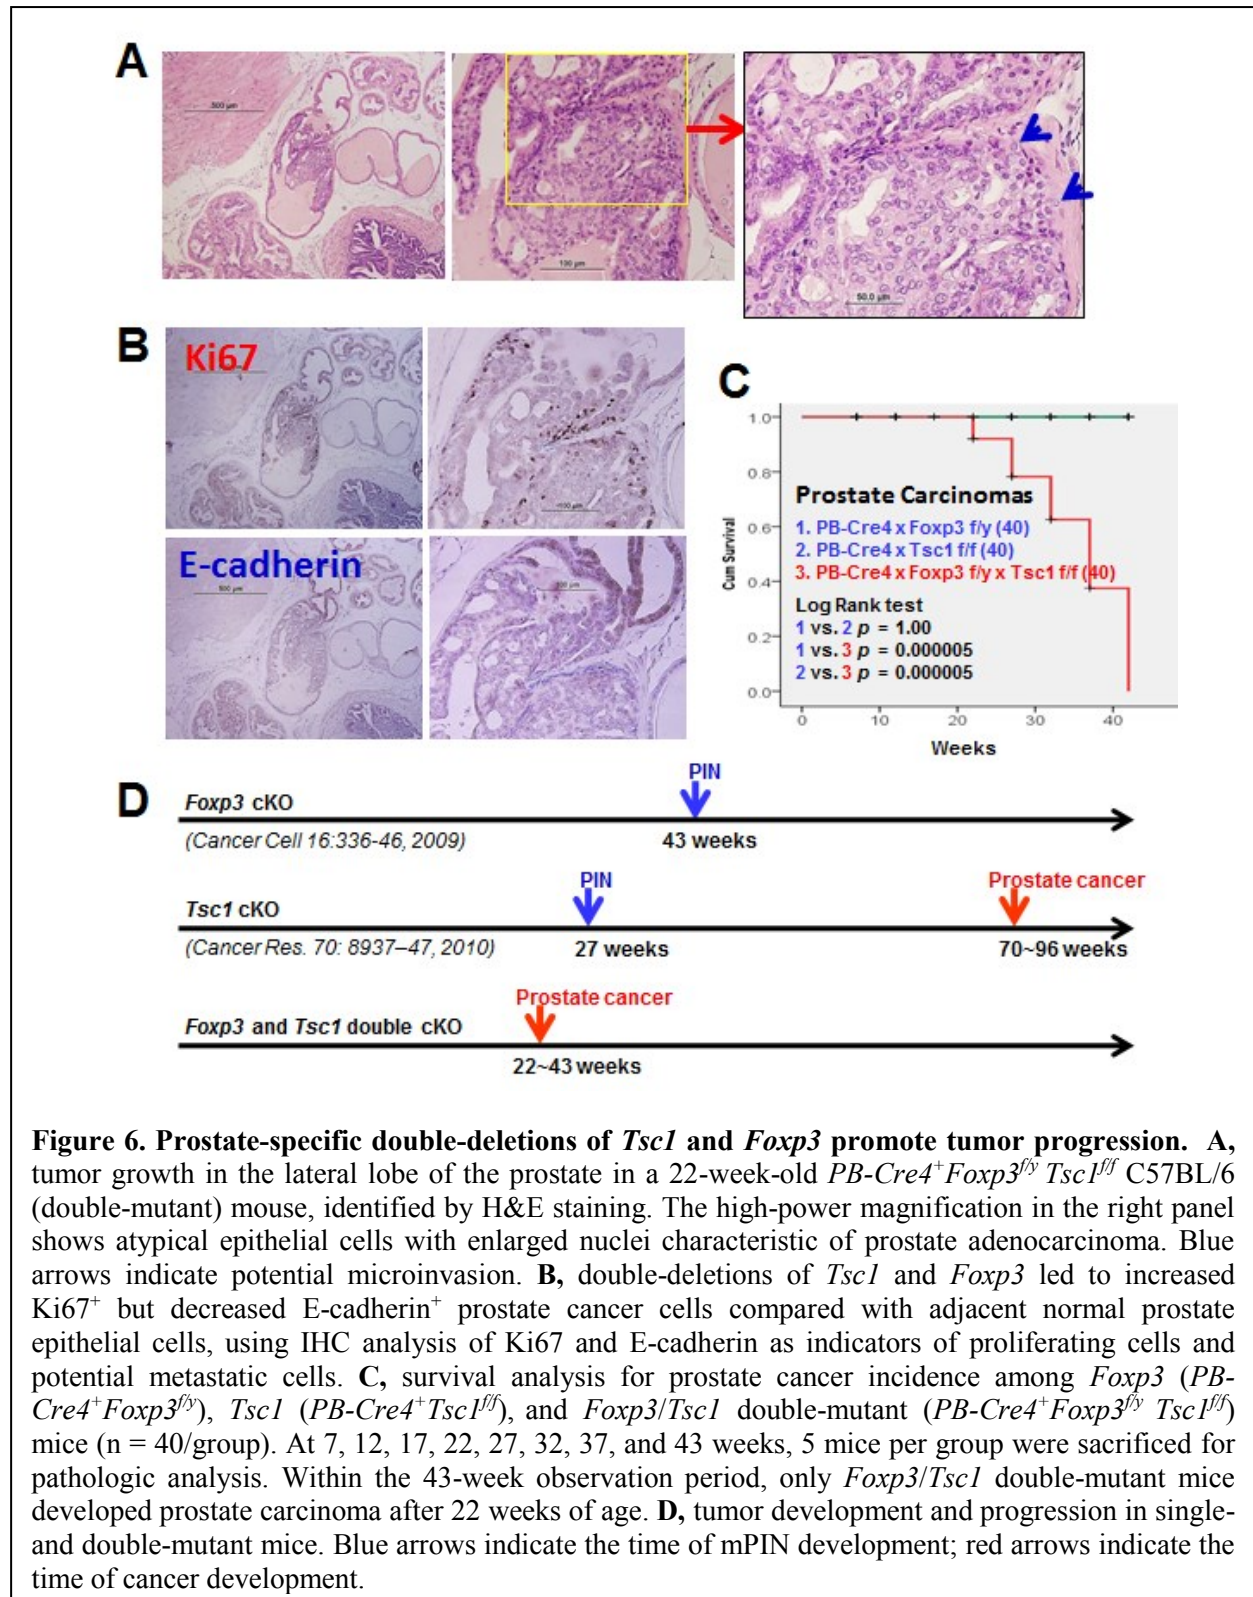 A
500 µm
100 µm
50.0 µm
B
Ki67
100 µm
E-cadherin
500 µm
100 µm
C
1.0
0.8
0.6
0.4
0.2
0.0
Cum Survival
Prostate Carcinomas
1. PB-Cre4 x Foxp3 f/y (40)
2. PB-Cre4 x Tsc1 f/f (40)
3. PB-Cre4 x Foxp3 f/y x Tsc1 f/f (40)
Log Rank test
1 vs. 2 p = 1.00
1 vs. 3 p = 0.000005
2 vs. 3 p = 0.000005
0 10 20 30 40
Weeks
D
PIN
Foxp3 cKO
(Cancer Cell 16:336-46, 2009)
43 weeks
PIN
Prostate cancer
Tsc1 cKO
(Cancer Res. 70: 8937–47, 2010)
27 weeks
70~96 weeks
Prostate cancer
Foxp3 and Tsc1 double cKO
22~43 weeks
Figure 6. Prostate-specific double-deletions of Tsc1 and Foxp3 promote tumor progression. A,
tumor growth in the lateral lobe of the prostate in a 22-week-old PB-Cre4+Foxp3f/y Tsc1f/f C57BL/6
(double-mutant) mouse, identified by H&E staining. The high-power magnification in the right panel
shows atypical epithelial cells with enlarged nuclei characteristic of prostate adenocarcinoma. Blue
arrows indicate potential microinvasion. B, double-deletions of Tsc1 and Foxp3 led to increased
Ki67+ but decreased E-cadherin+ prostate cancer cells compared with adjacent normal prostate
epithelial cells, using IHC analysis of Ki67 and E-cadherin as indicators of proliferating cells and
potential metastatic cells. C, survival analysis for prostate cancer incidence among Foxp3 (PB-
Cre4+Foxp3f/y), Tsc1 (PB-Cre4+Tsc1f/f), and Foxp3/Tsc1 double-mutant (PB-Cre4+Foxp3f/y Tsc1f/f)
mice (n = 40/group). At 7, 12, 17, 22, 27, 32, 37, and 43 weeks, 5 mice per group were sacrificed for
pathologic analysis. Within the 43-week observation period, only Foxp3/Tsc1 double-mutant mice
developed prostate carcinoma after 22 weeks of age. D, tumor development and progression in single-
and double-mutant mice. Blue arrows indicate the time of mPIN development; red arrows indicate the
time of cancer development.